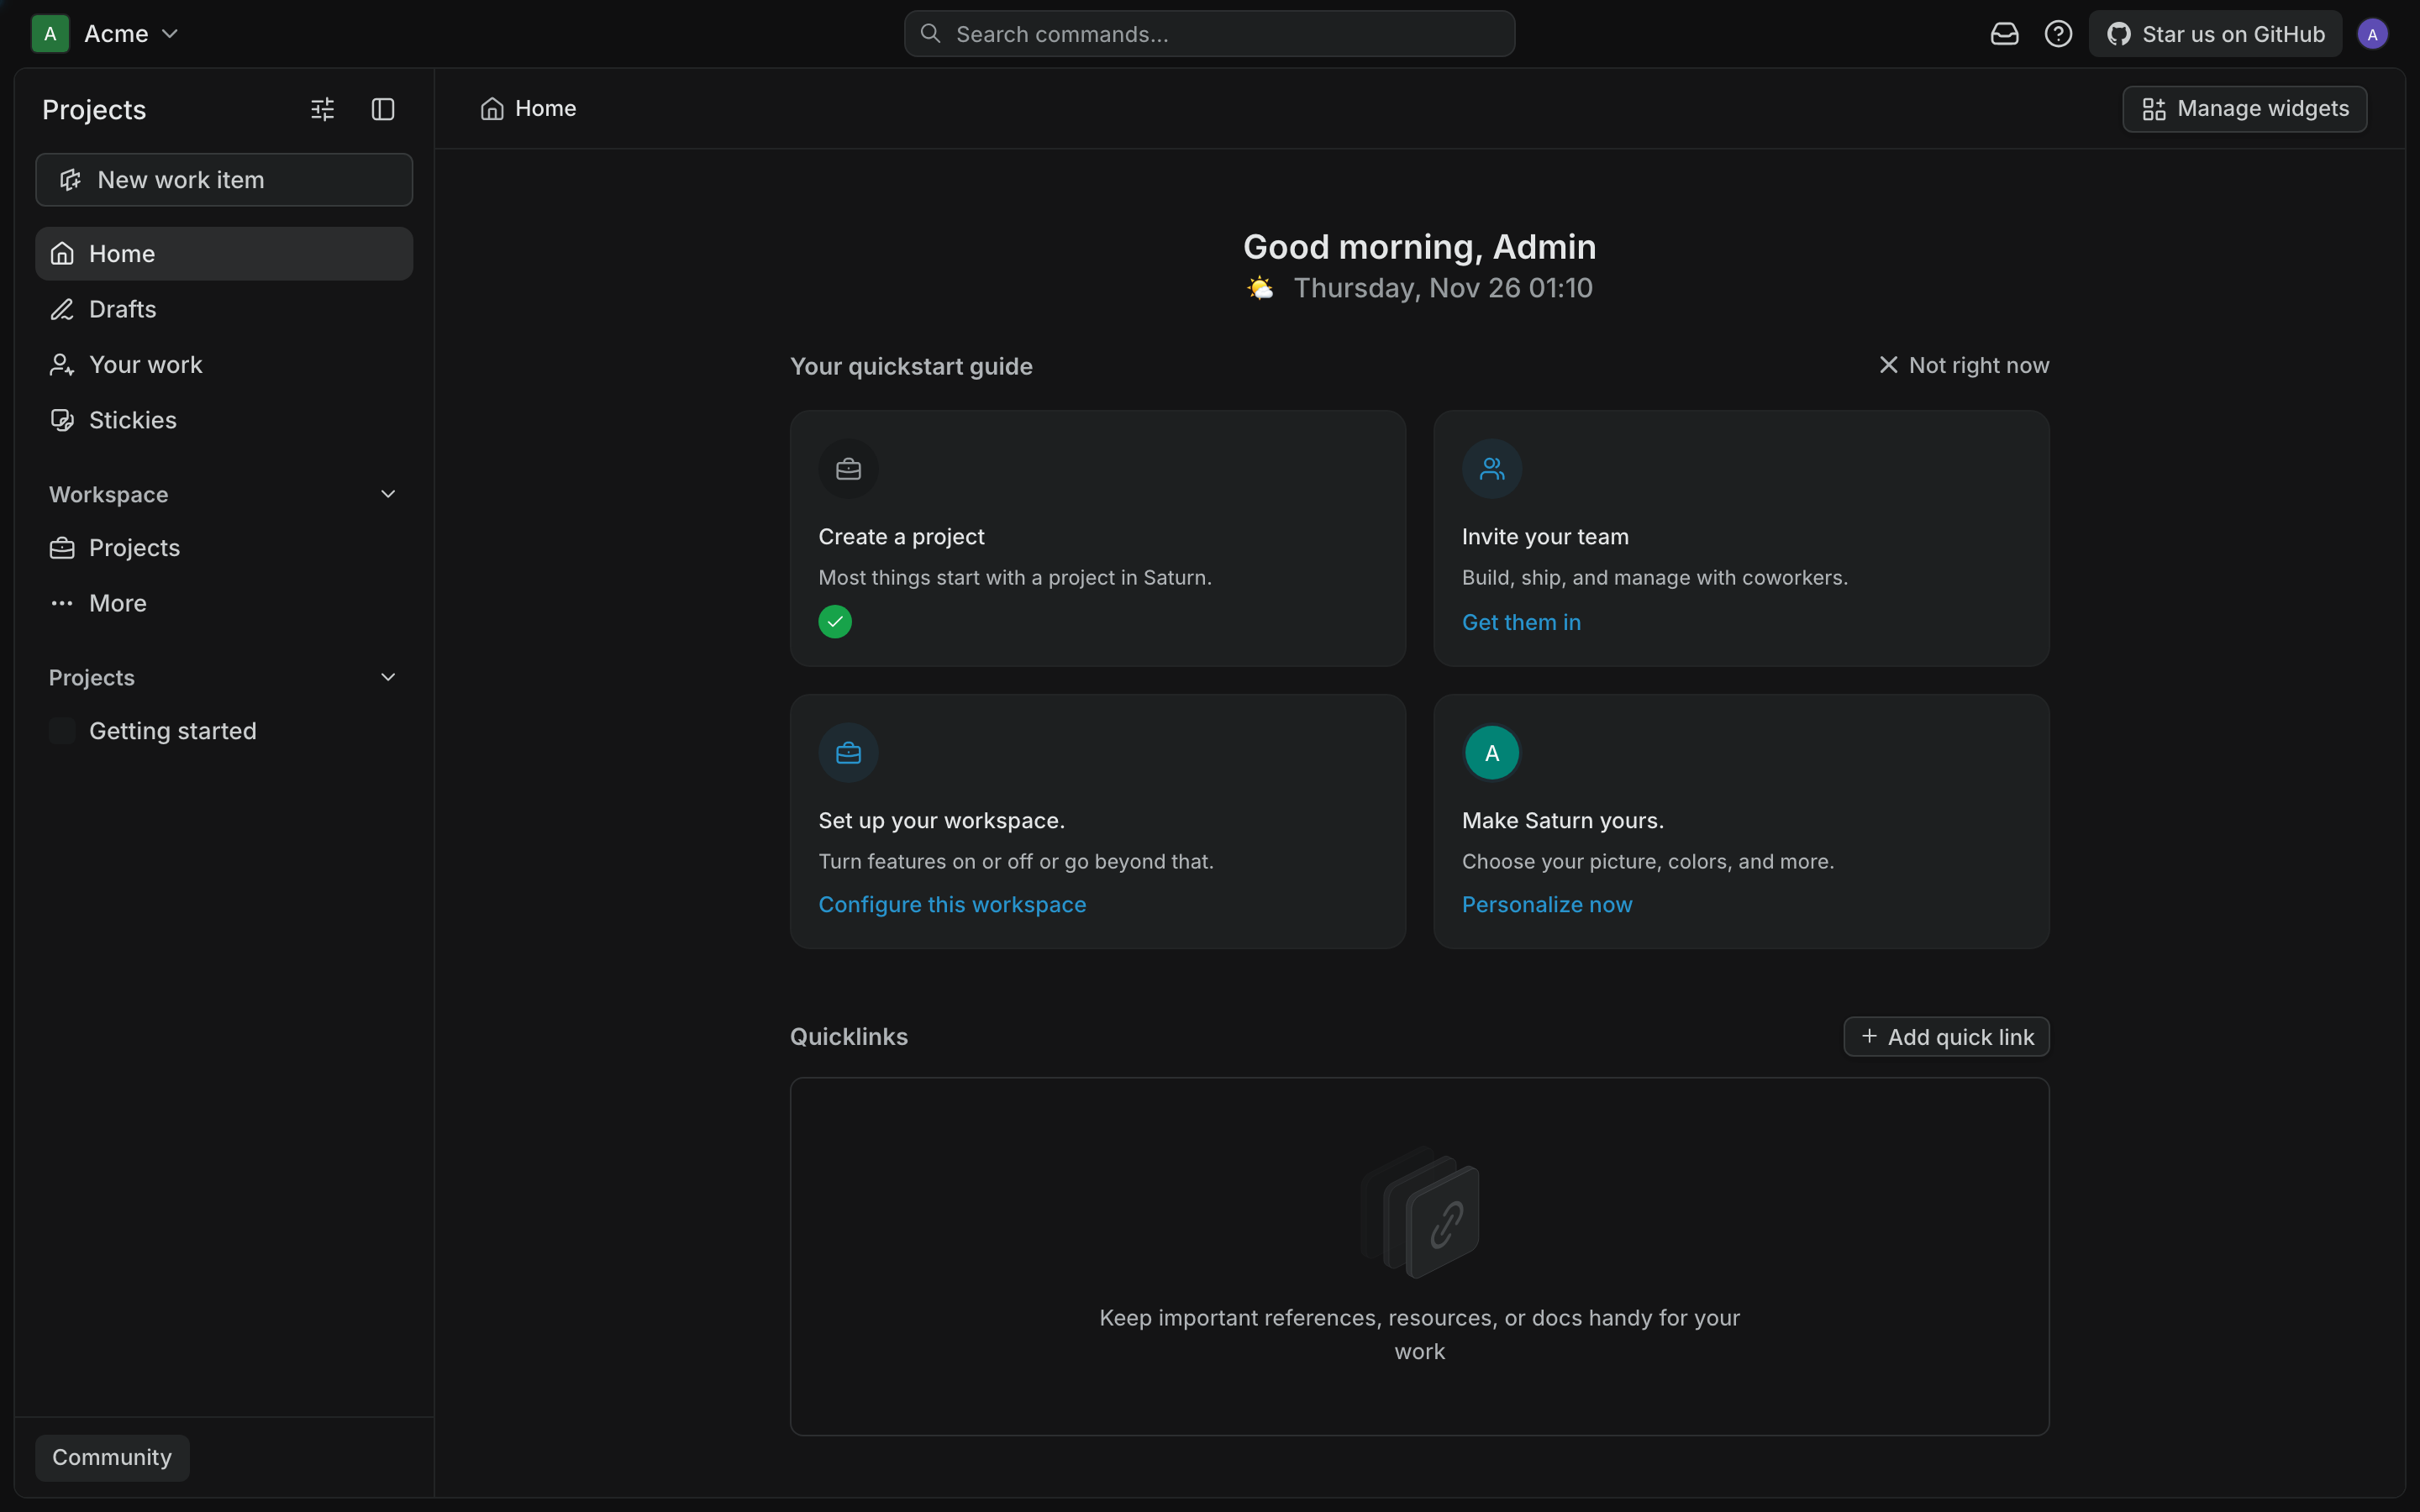 A Acme
Search commands...
Star us on GitHub
A
Projects
New work item
Home
Drafts
Your work
Stickies
Workspace
Projects
More
Projects
Getting started
Community
Home
Manage widgets
Good morning, Admin
Thursday, Nov 26 01:10
Your quickstart guide
Not right now
Create a project
Most things start with a project in Saturn.
Invite your team
Build, ship, and manage with coworkers.
Get them in
Set up your workspace.
Turn features on or off or go beyond that.
Configure this workspace
A
Make Saturn yours.
Choose your picture, colors, and more.
Personalize now
Quicklinks
Add quick link
Keep important references, resources, or docs handy for your
work